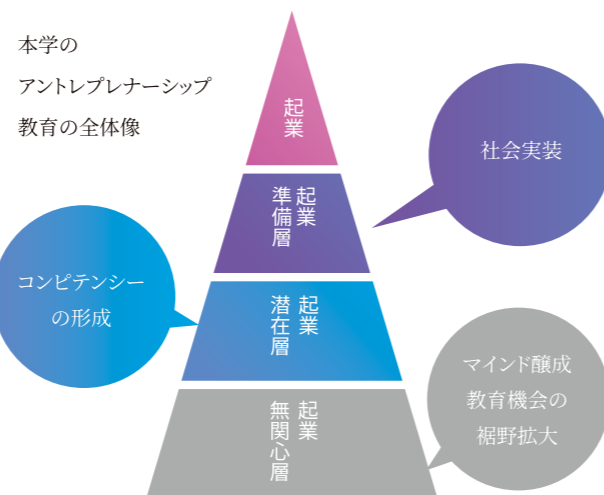 本学の
アントレプレナーシップ
教育の全体像
起業
社会実装
起業
準備層
コンピテンシー
の形成
起業
潜在層
マインド醸成
教育機会の
裾野拡大
起業
無関心層